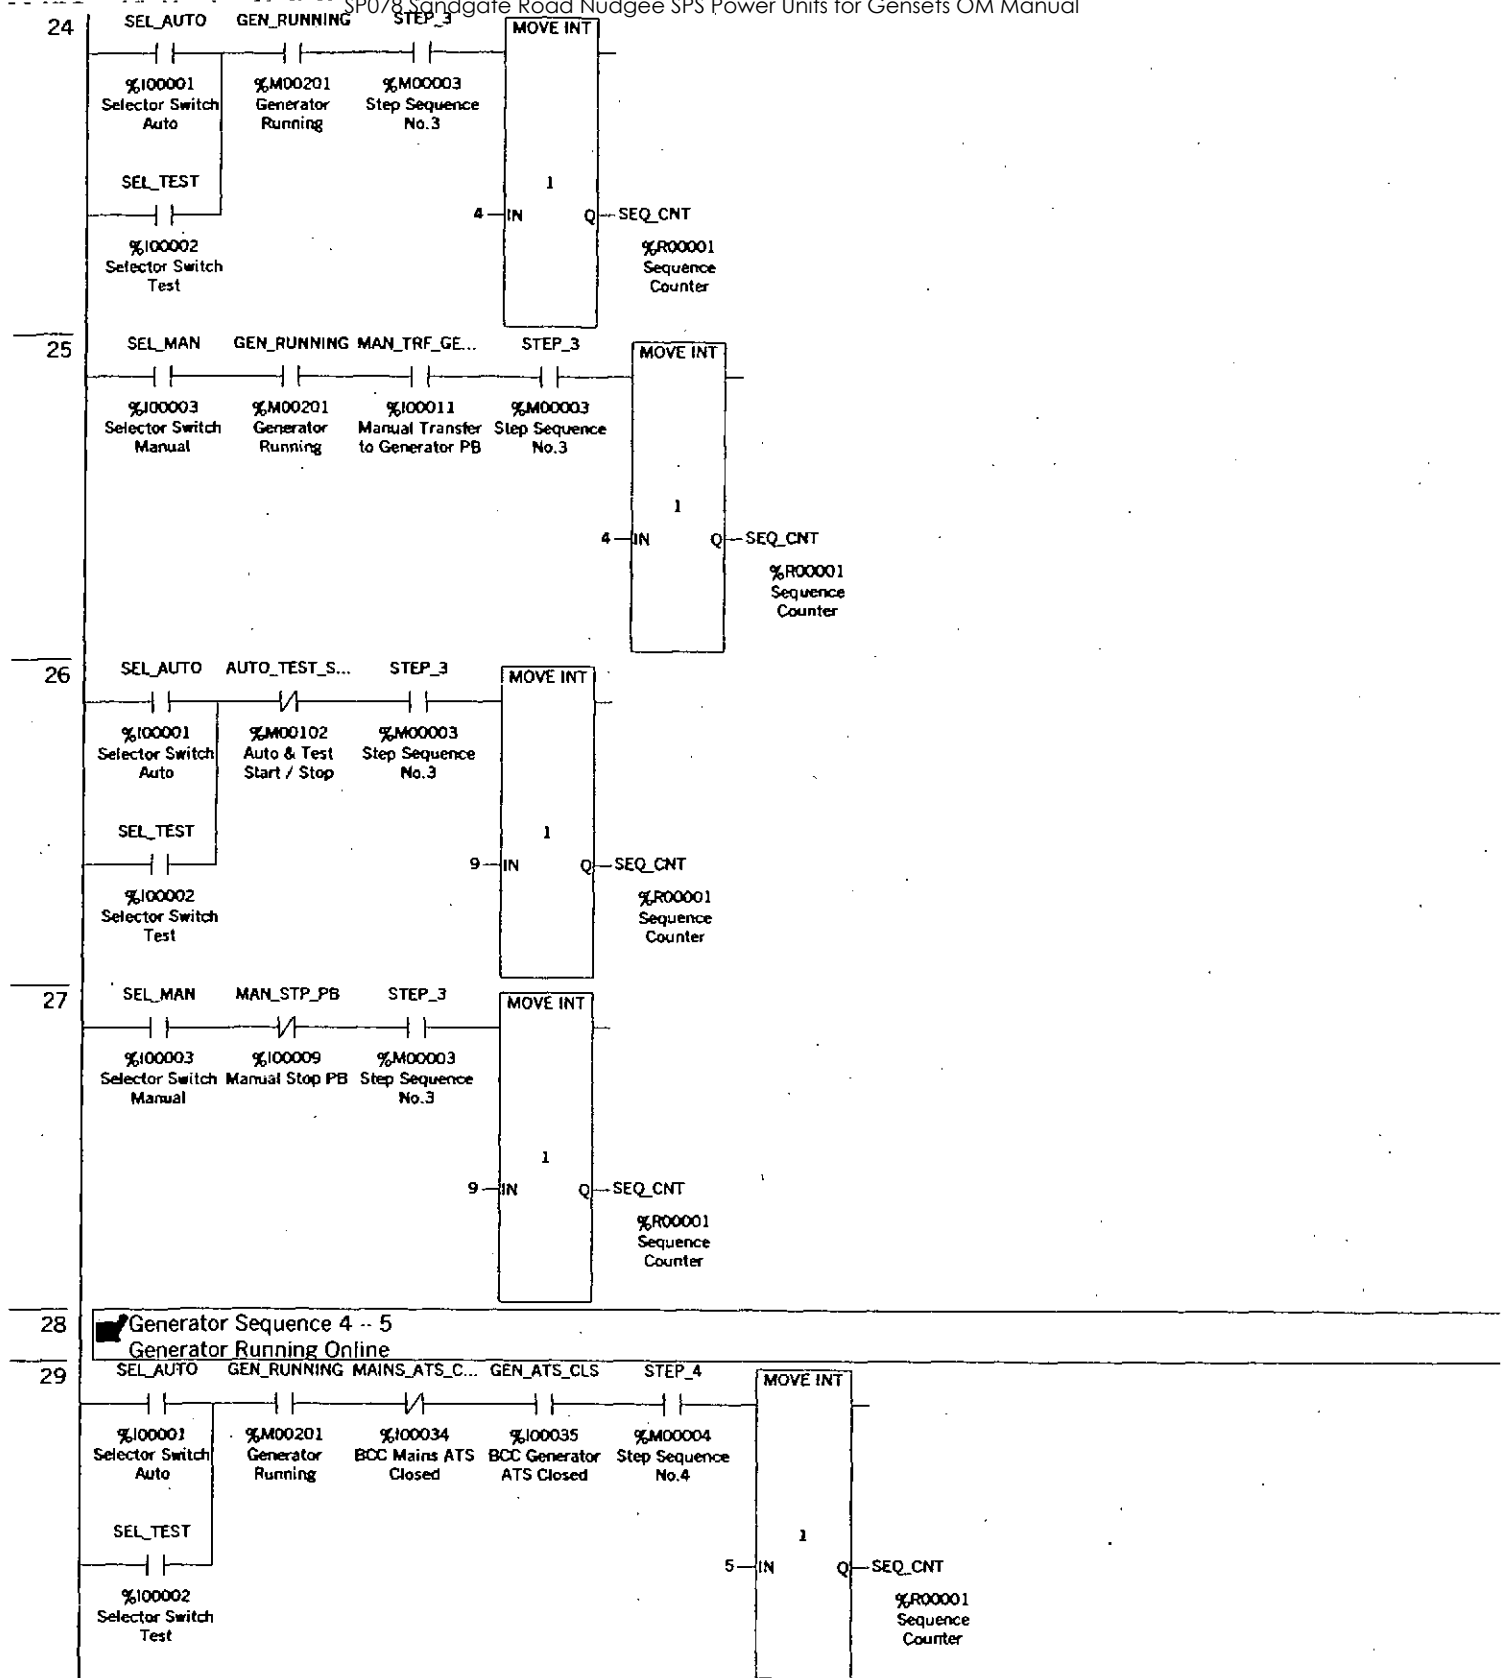 SP078 Sandgate Road Nudgee SPS Power Units for Gensets OM Manual
24
SEL_AUTO GEN_RUNNING STEP_3
MOVE INT
%I00001 %M00201 %M00003
Selector Switch Generator Step Sequence
Auto Running No.3
SEL_TEST
1
4 IN Q SEQ_CNT
%I00002 %R00001
Selector Switch Sequence
Test Counter
25
SEL_MAN GEN_RUNNING MAN_TRF_GE... STEP_3
MOVE INT
%I00003 %M00201 %I00011 %M00003
Selector Switch Generator Manual Transfer Step Sequence
Manual Running to Generator PB No.3
1
4 IN Q SEQ_CNT
%R00001
Sequence
Counter
26
SEL_AUTO AUTO_TEST_S... STEP_3
MOVE INT
%I00001 %M00102 %M00003
Selector Switch Auto & Test Step Sequence
Auto Start / Stop No.3
SEL_TEST
1
9 IN Q SEQ_CNT
%I00002 %R00001
Selector Switch Sequence
Test Counter
27
SEL_MAN MAN_STP_PB STEP_3
MOVE INT
%I00003 %I00009 %M00003
Selector Switch Manual Stop PB Step Sequence
Manual No.3
1
9 IN Q SEQ_CNT
%R00001
Sequence
Counter
28
Generator Sequence 4 -- 5
Generator Running Online
29
SEL_AUTO GEN_RUNNING MAINS_ATS_C... GEN_ATS_CLS STEP_4
MOVE INT
%I00001 %M00201 %I00034 %I00035 %M00004
Selector Switch Generator BCC Mains ATS BCC Generator Step Sequence
Auto Running Closed ATS Closed No.4
SEL_TEST
1
5 IN Q SEQ_CNT
%I00002 %R00001
Selector Switch Sequence
Test Counter